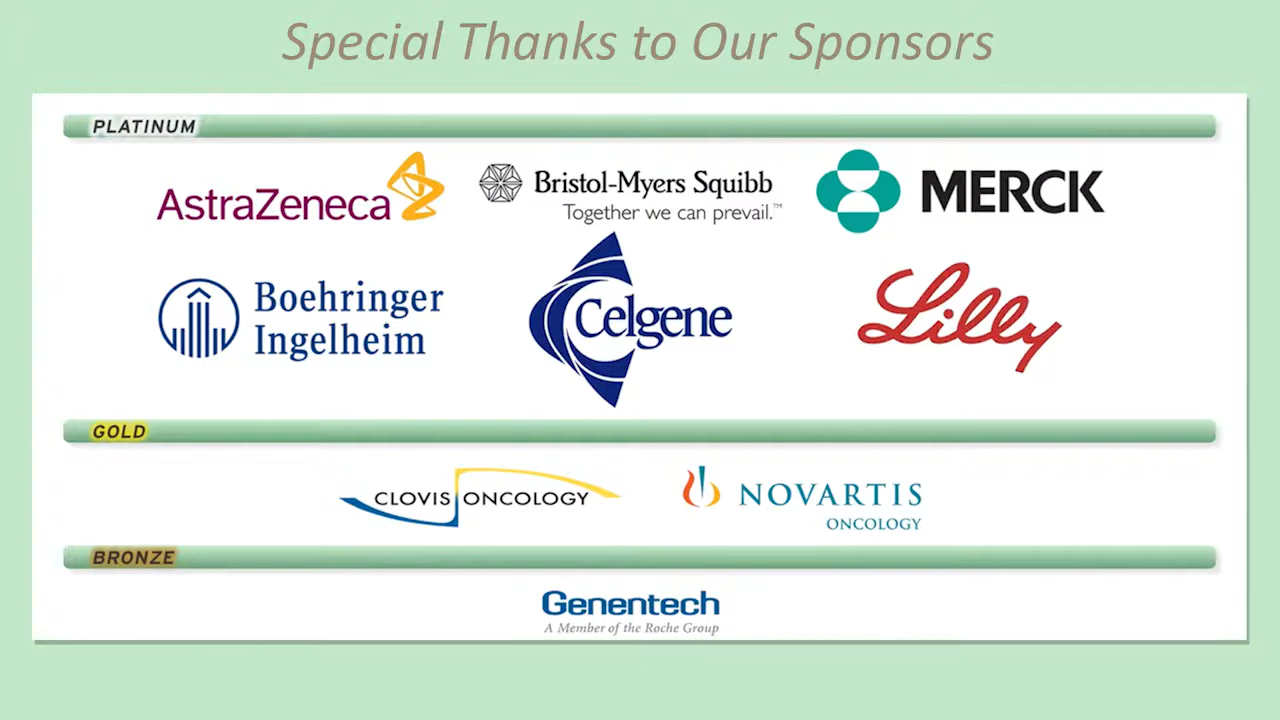 Special Thanks to Our Sponsors
PLATINUM
AstraZeneca
Bristol-Myers Squibb
Together we can prevail.™
MERCK
Boehringer
Ingelheim
Celgene
Lilly
GOLD
CLOVIS ONCOLOGY
NOVARTIS
ONCOLOGY
BRONZE
Genentech
A Member of the Roche Group